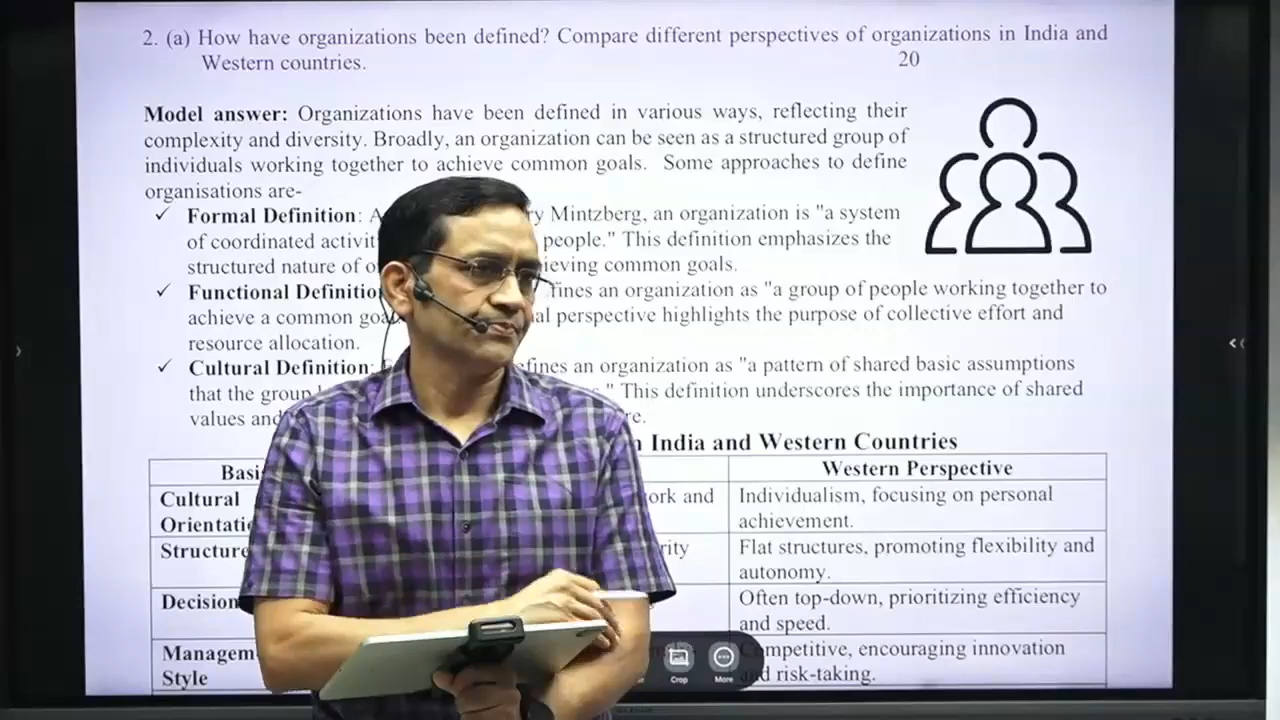 2. (a) How have organizations been defined? Compare different perspectives of organizations in India and
Western countries. 20
Model answer: Organizations have been defined in various ways, reflecting their
complexity and diversity. Broadly, an organization can be seen as a structured group of
individuals working together to achieve common goals. Some approaches to define
organisations are-
✓ Formal Definition: A ry Mintzberg, an organization is "a system
of coordinated activit people." This definition emphasizes the
structured nature of o ieving common goals.
✓ Functional Definition fines an organization as "a group of people working together to
achieve a common goa al perspective highlights the purpose of collective effort and
resource allocation.
✓ Cultural Definition: efines an organization as "a pattern of shared basic assumptions
that the group " This definition underscores the importance of shared
values and re.
India and Western Countries
Basi Western Perspective
Cultural ork and Individualism, focusing on personal
Orientati achievement.
Structure rity Flat structures, promoting flexibility and
autonomy.
Decision Often top-down, prioritizing efficiency
and speed.
Managem ompetitive, encouraging innovation
Style d risk-taking.
Crop More